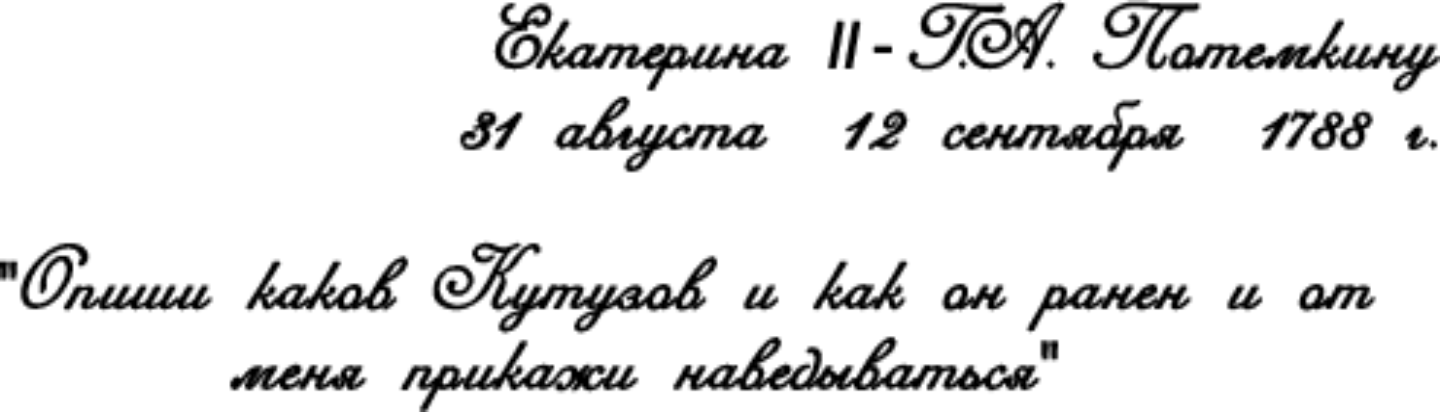 Екатерина II - Г.А. Потемкину
31 августа 12 сентября 1788 г.
"Опиши каков Кутузов и как он ранен и от
меня прикажи наведываться"